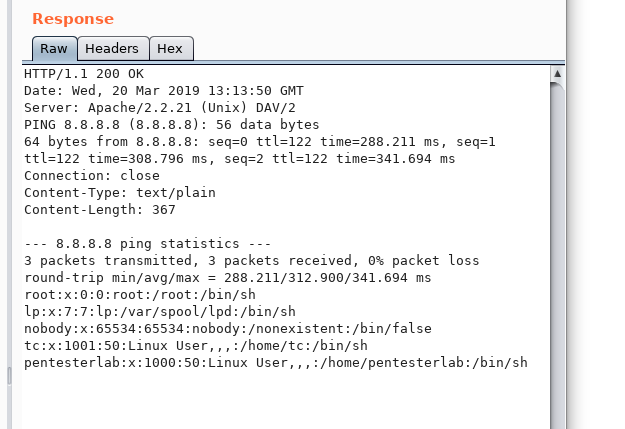 Response
Raw Headers Hex
HTTP/1.1 200 OK
Date: Wed, 20 Mar 2019 13:13:50 GMT
Server: Apache/2.2.21 (Unix) DAV/2
PING 8.8.8.8 (8.8.8.8): 56 data bytes
64 bytes from 8.8.8.8: seq=0 ttl=122 time=288.211 ms, seq=1
ttl=122 time=308.796 ms, seq=2 ttl=122 time=341.694 ms
Connection: close
Content-Type: text/plain
Content-Length: 367
--- 8.8.8.8 ping statistics ---
3 packets transmitted, 3 packets received, 0% packet loss
round-trip min/avg/max = 288.211/312.900/341.694 ms
root:x:0:0:root:/root:/bin/sh
lp:x:7:7:lp:/var/spool/lpd:/bin/sh
nobody:x:65534:65534:nobody:/nonexistent:/bin/false
tc:x:1001:50:Linux User,,,:/home/tc:/bin/sh
pentesterlab:x:1000:50:Linux User,,,:/home/pentesterlab:/bin/sh